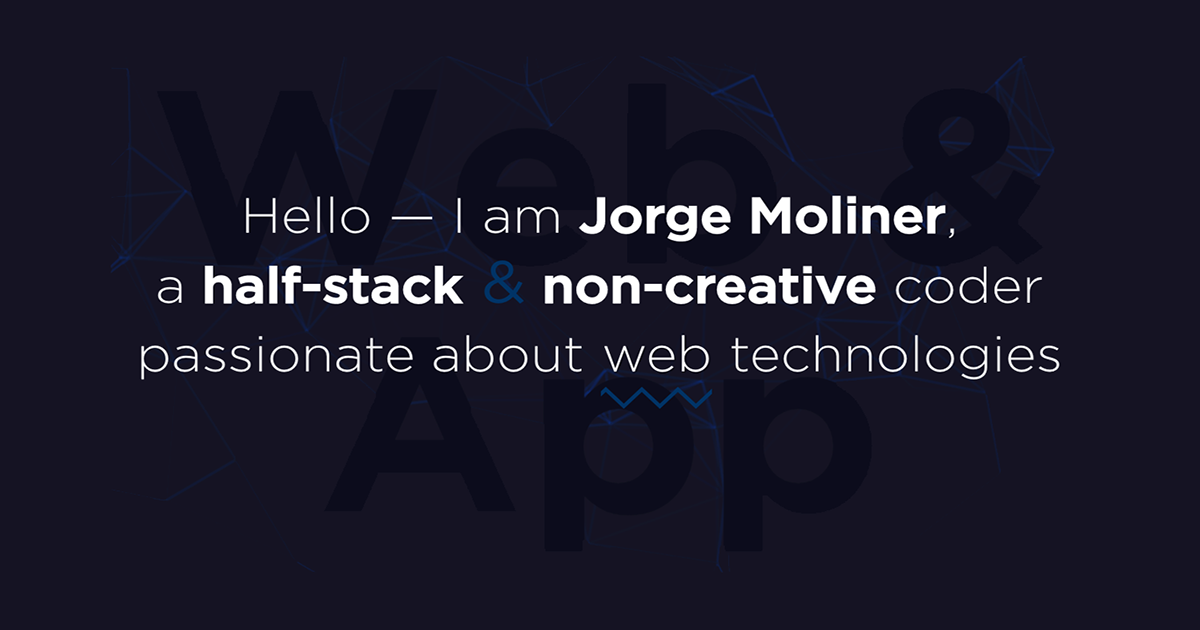 Web &
Hello — I am Jorge Moliner,
a half-stack & non-creative coder
passionate about web technologies
App